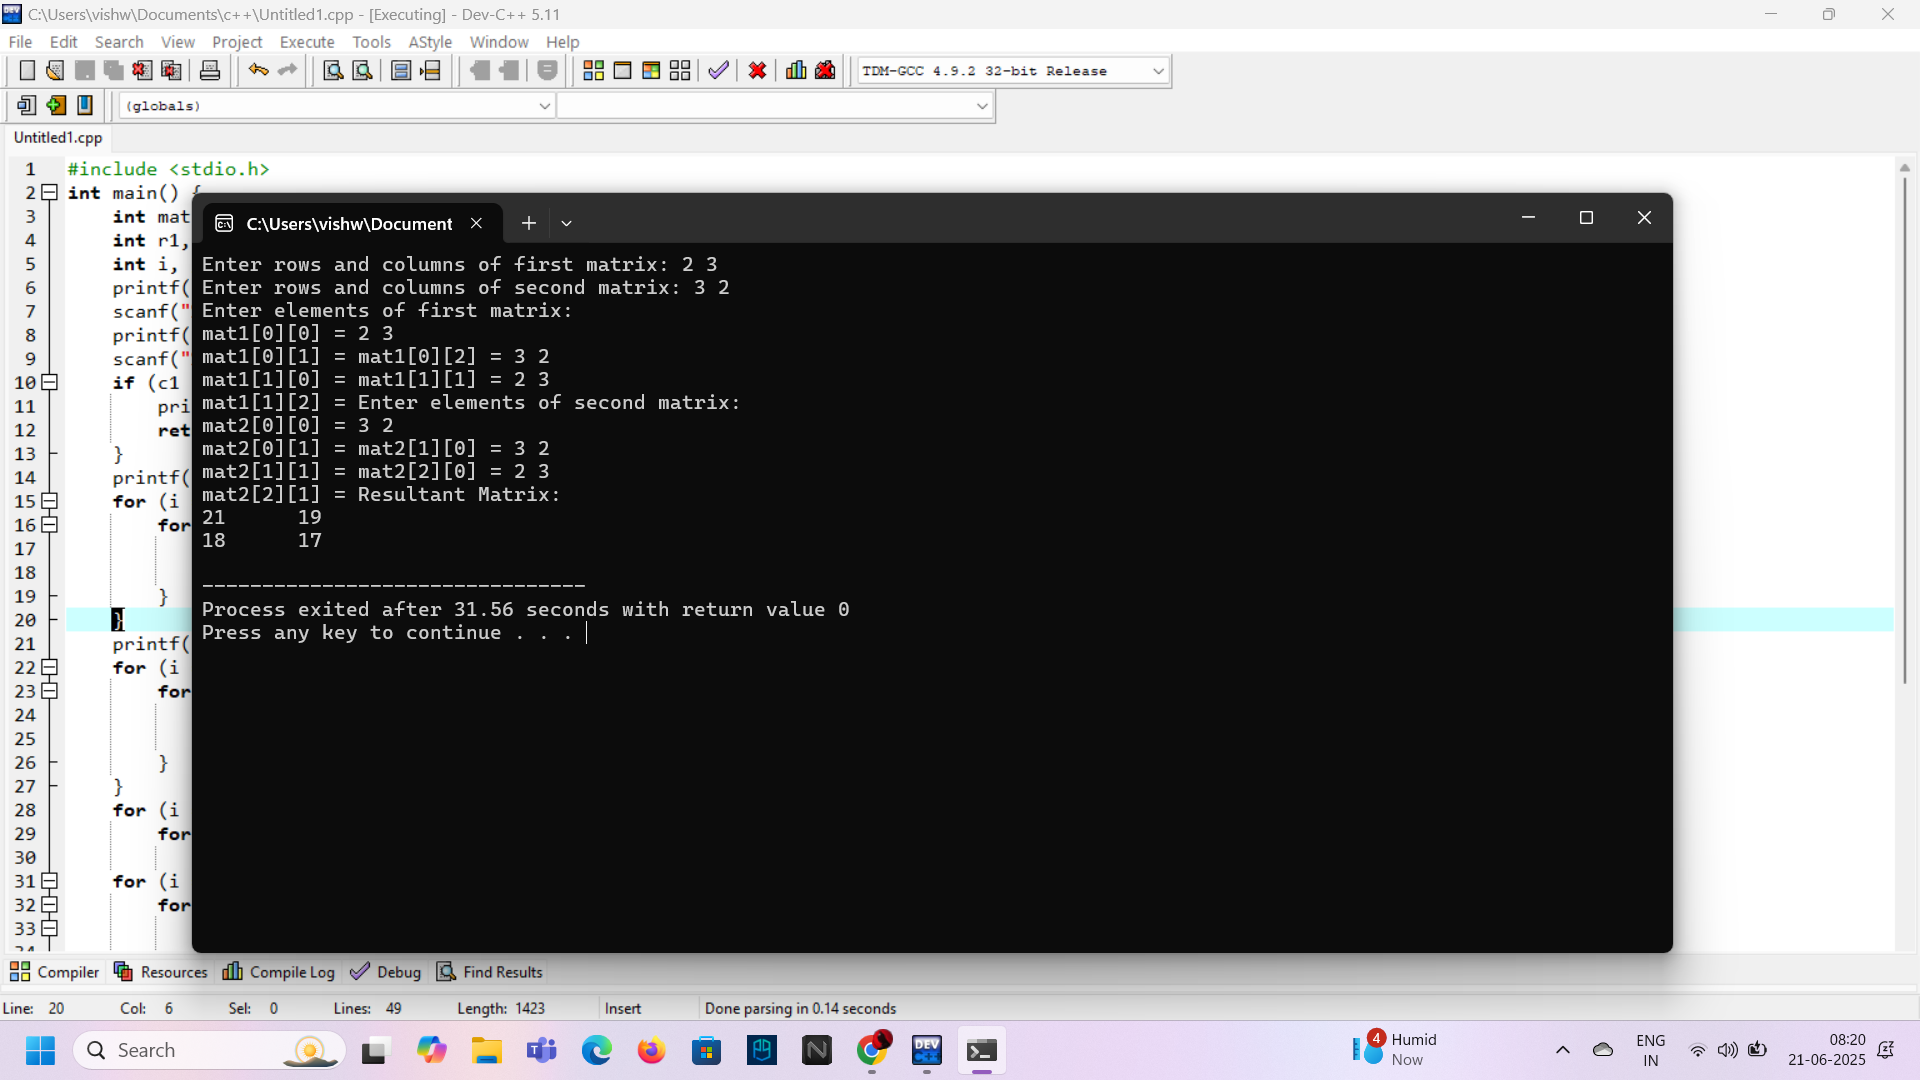 C:\Users\vishw\Documents\c++\Untitled1.cpp - [Executing] - Dev-C++ 5.11
File Edit Search View Project Execute Tools AStyle Window Help
TDM-GCC 4.9.2 32-bit Release
(globals)
Untitled1.cpp
1 #include <stdio.h>
2 int main() {
3 int mat
4 int r1,
5 int i,
6 printf(
7 scanf("
8 printf(
9 scanf("
10 if (c1
11 pri
12 ret
13 }
14 printf(
15 for (i
16 for
17
18
19 }
20 }
21 printf(
22 for (i
23 for
24
25
26 }
27 }
28 for (i
29 for
30
31 for (i
32 for
33
34
C:\Users\vishw\Document
Enter rows and columns of first matrix: 2 3
Enter rows and columns of second matrix: 3 2
Enter elements of first matrix:
mat1[0][0] = 2 3
mat1[0][1] = mat1[0][2] = 3 2
mat1[1][0] = mat1[1][1] = 2 3
mat1[1][2] = Enter elements of second matrix:
mat2[0][0] = 3 2
mat2[0][1] = mat2[1][0] = 3 2
mat2[1][1] = mat2[2][0] = 2 3
mat2[2][1] = Resultant Matrix:
21 19
18 17
--------------------------------
Process exited after 31.56 seconds with return value 0
Press any key to continue . . .
Compiler Resources Compile Log Debug Find Results
Line: 20 Col: 6 Sel: 0 Lines: 49 Length: 1423 Insert Done parsing in 0.14 seconds
Search
DEV
4
Humid
Now
ENG
IN
08:20
21-06-2025